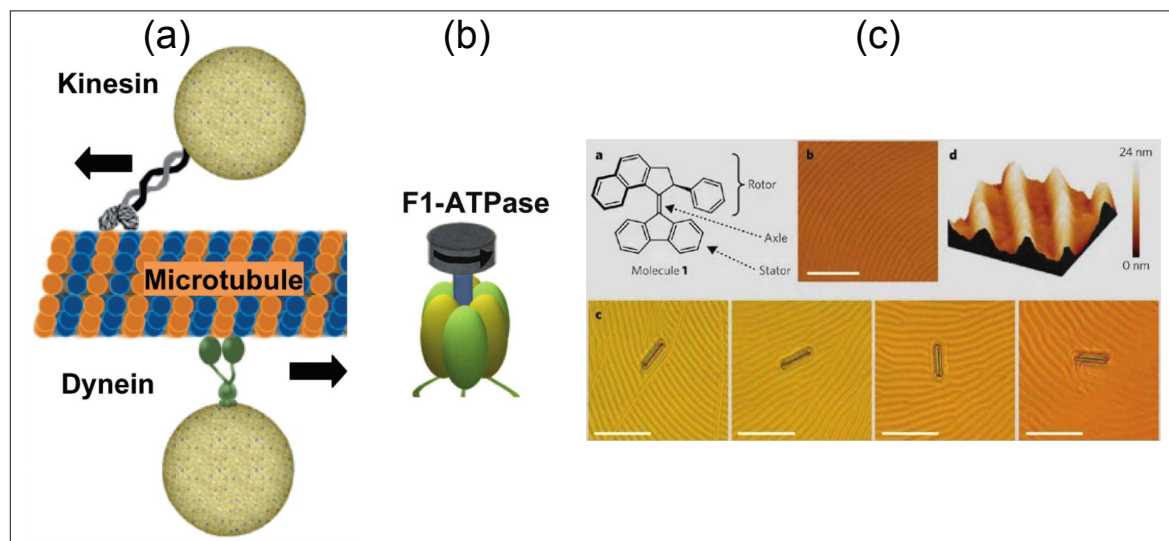 (a)
Kinesin
Microtubule
Dynein
(b)
F1-ATPase
(c)
a
Rotor
Axle
Stator
Molecule 1
b
d
24 nm
0 nm
c